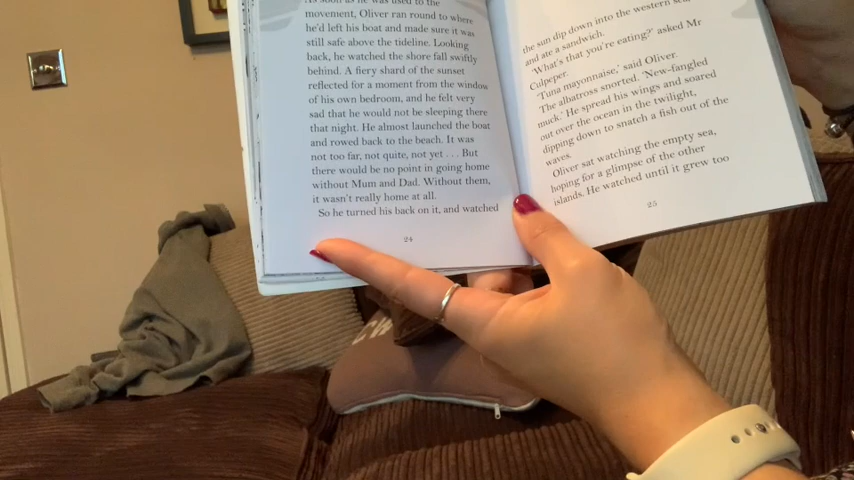 As soon as he was used to the
movement, Oliver ran round to where
he'd left his boat and made sure it was
still safe above the tideline. Looking
back, he watched the shore fall swiftly
behind. A fiery shard of the sunset
reflected for a moment from the window
of his own bedroom, and he felt very
sad that he would not be sleeping there
that night. He almost launched the boat
and rowed back to the beach. It was
not too far, not quite, not yet . . . But
there would be no point in going home
without Mum and Dad. Without them,
it wasn't really home at all.
So he turned his back on it, and watched
24
the sun dip down into the western sea,
and ate a sandwich.
'What's that you're eating?' asked Mr
Culpeper.
'Tuna mayonnaise,' said Oliver.
The albatross snorted. 'New-fangled
muck.' He spread his wings and soared
out over the ocean in the twilight,
dipping down to snatch a fish out of the
waves.
Oliver sat watching the empty sea,
hoping for a glimpse of the other
islands. He watched until it grew too
25